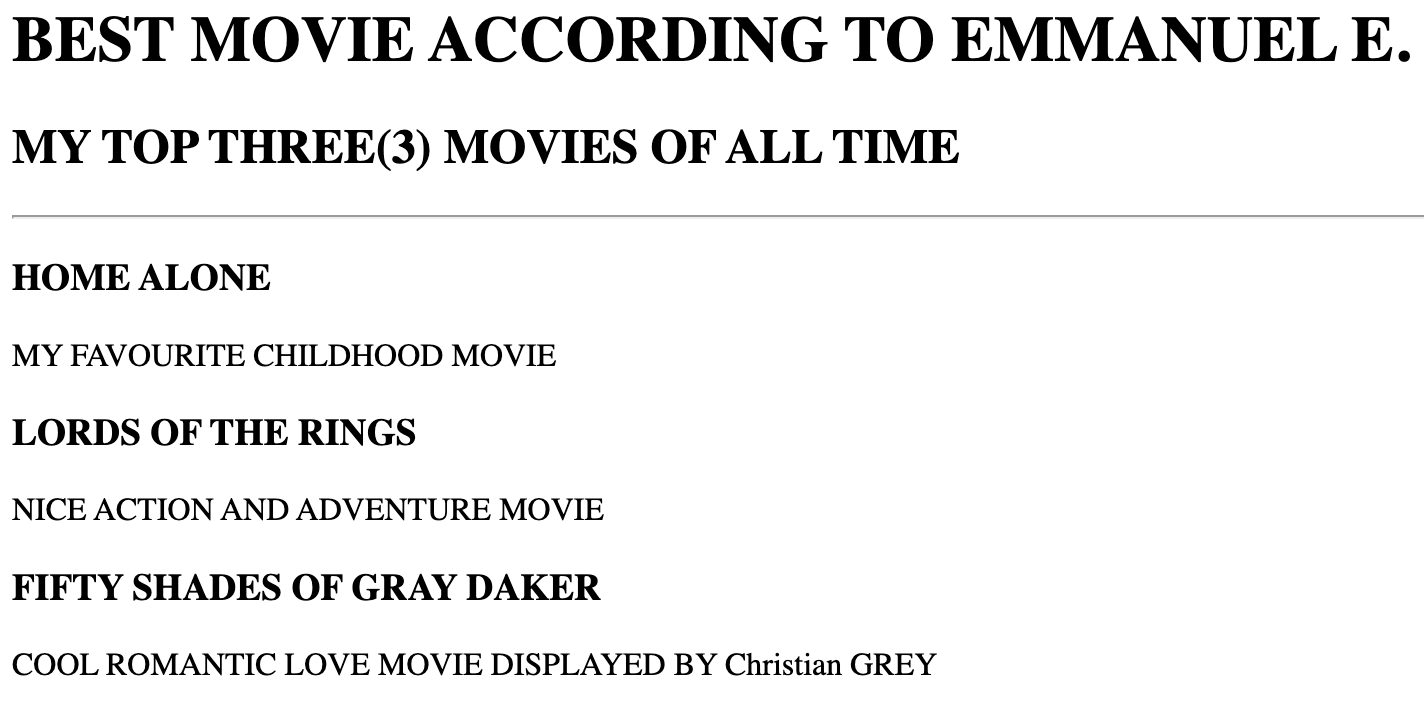 BEST MOVIE ACCORDING TO EMMANUEL E.
MY TOP THREE(3) MOVIES OF ALL TIME
HOME ALONE
MY FAVOURITE CHILDHOOD MOVIE
LORDS OF THE RINGS
NICE ACTION AND ADVENTURE MOVIE
FIFTY SHADES OF GRAY DAKER
COOL ROMANTIC LOVE MOVIE DISPLAYED BY Christian GREY